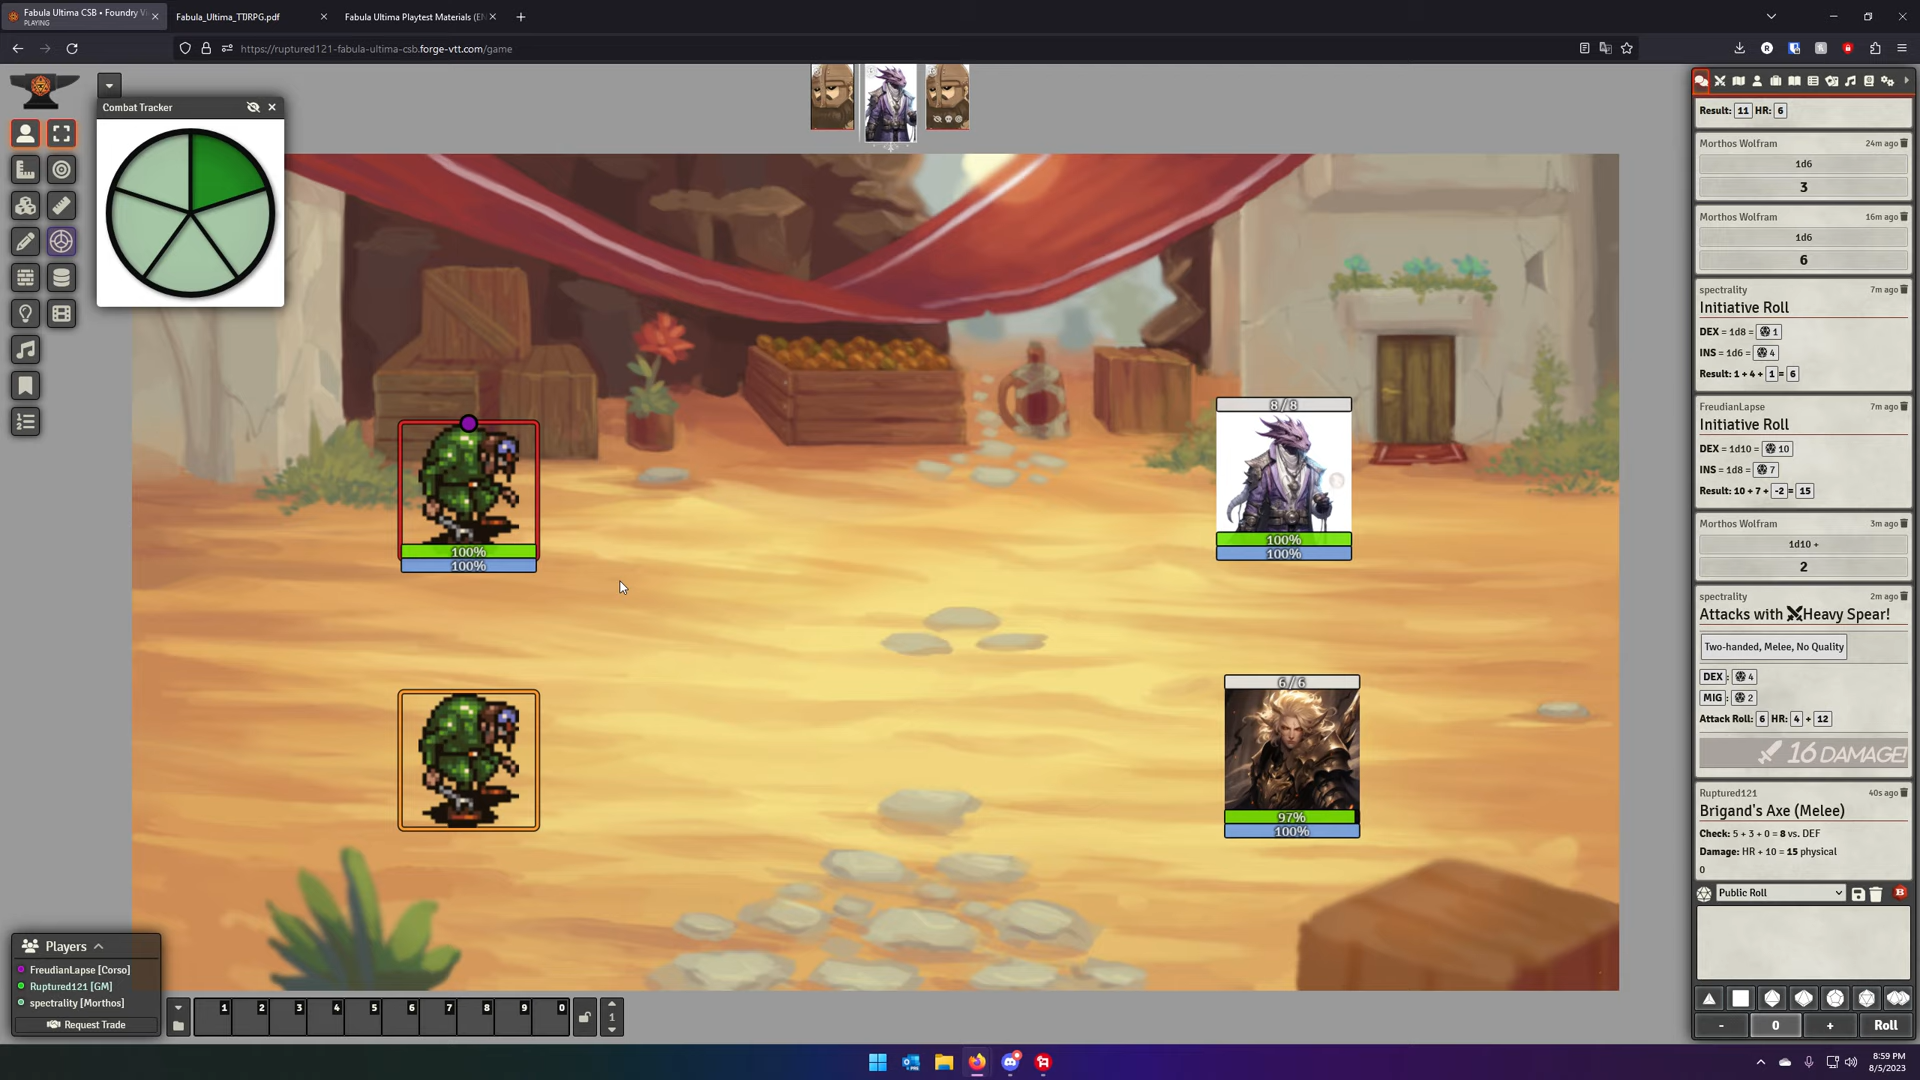 Fabula Ultima CSB • Foundry Vi
PLAYING
Fabula_Ultima_TTJRPG.pdf
Fabula Ultima Playtest Materials (EN
https://ruptured121-fabula-ultima-csb.forge-vtt.com/game
Combat Tracker
Result: 11 HR: 6
Morthos Wolfram 24m ago
1d6
3
Morthos Wolfram 16m ago
1d6
6
spectrality 7m ago
Initiative Roll
DEX = 1d8 = 1
INS = 1d6 = 4
Result: 1 + 4 + 1 = 6
FreudianLapse 7m ago
Initiative Roll
DEX = 1d10 = 10
INS = 1d8 = 7
Result: 10 + 7 + -2 = 15
Morthos Wolfram 3m ago
1d10 +
2
spectrality 2m ago
Attacks with Heavy Spear!
Two-handed, Melee, No Quality
DEX: 4
MIG: 2
Attack Roll: 6 HR: 4 + 12
16 DAMAGE!
Ruptured121 40s ago
Brigand's Axe (Melee)
Check: 5 + 3 + 0 = 8 vs. DEF
Damage: HR + 10 = 15 physical
0
Public Roll
- 0 + Roll
8 / 8
100%
100%
100%
100%
6 / 6
97%
100%
Players
FreudianLapse [Corso]
Ruptured121 [GM]
spectrality [Morthos]
Request Trade
1 2 3 4 5 6 7 8 9 0
1
8:59 PM
8/5/2023